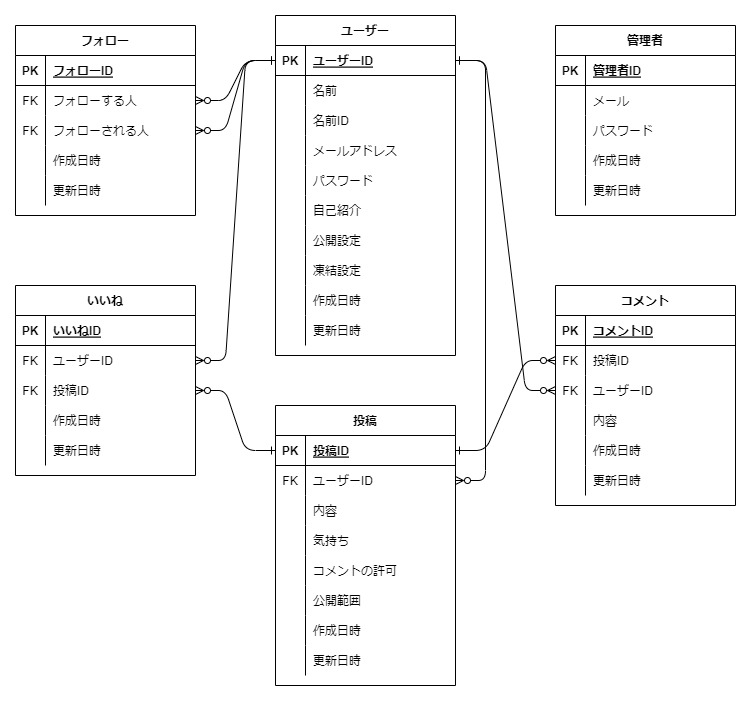 フォロー
PK フォローID
FK フォローする人
FK フォローされる人
作成日時
更新日時
ユーザー
PK ユーザーID
名前
名前ID
メールアドレス
パスワード
自己紹介
公開設定
凍結設定
作成日時
更新日時
管理者
PK 管理者ID
メール
パスワード
作成日時
更新日時
いいね
PK いいねID
FK ユーザーID
FK 投稿ID
作成日時
更新日時
投稿
PK 投稿ID
FK ユーザーID
内容
気持ち
コメントの許可
公開範囲
作成日時
更新日時
コメント
PK コメントID
FK 投稿ID
FK ユーザーID
内容
作成日時
更新日時